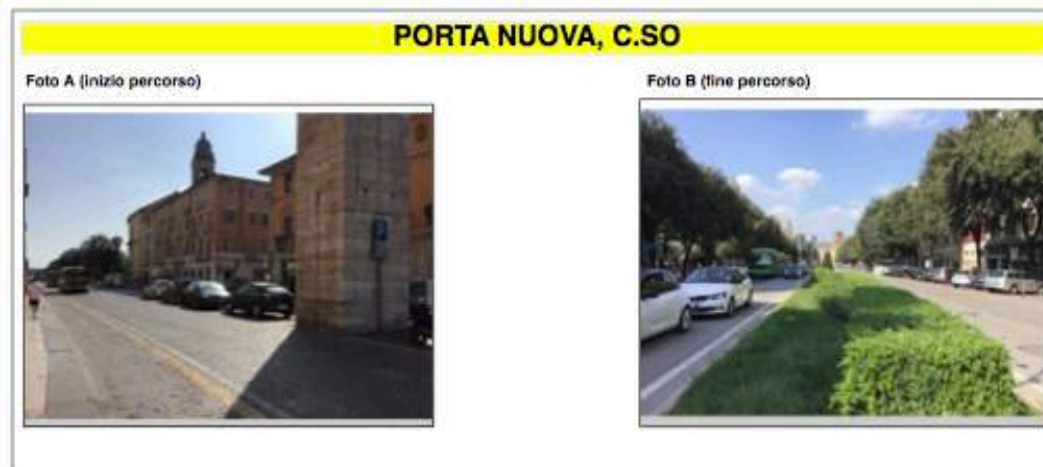 PORTA NUOVA, C.SO
Foto A (inizio percorso)
Foto B (fine percorso)